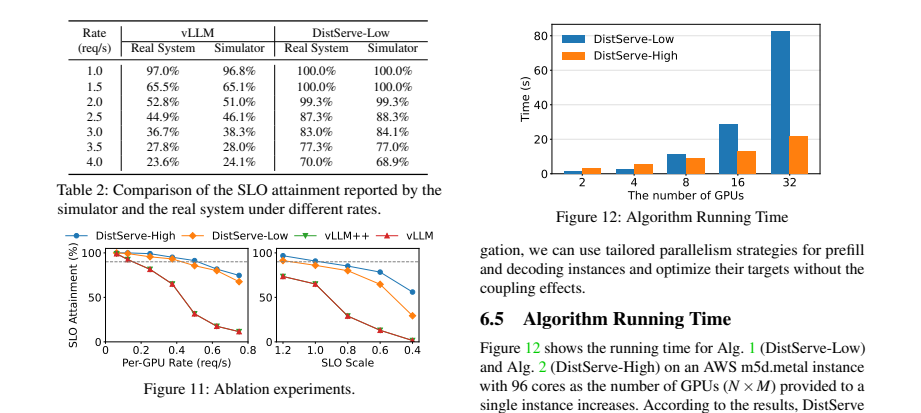 Rate vLLM DistServe-Low
(req/s) Real System Simulator Real System Simulator
1.0 97.0% 96.8% 100.0% 100.0%
1.5 65.5% 65.1% 100.0% 100.0%
2.0 52.8% 51.0% 99.3% 99.3%
2.5 44.9% 46.1% 87.3% 88.3%
3.0 36.7% 38.3% 83.0% 84.1%
3.5 27.8% 28.0% 77.3% 77.0%
4.0 23.6% 24.1% 70.0% 68.9%
Table 2: Comparison of the SLO attainment reported by the
simulator and the real system under different rates.
DistServe-High DistServe-Low vLLM++ vLLM
SLO Attainment (%)
100
50
0
0 0.2 0.4 0.6 0.8
Per-GPU Rate (req/s)
100
50
0
1.2 1.0 0.8 0.6 0.4
SLO Scale
Figure 11: Ablation experiments.
DistServe-Low
DistServe-High
Time (s)
80
60
40
20
0
2 4 8 16 32
The number of GPUs
Figure 12: Algorithm Running Time
gation, we can use tailored parallelism strategies for prefill
and decoding instances and optimize their targets without the
coupling effects.
6.5 Algorithm Running Time
Figure 12 shows the running time for Alg. 1 (DistServe-Low)
and Alg. 2 (DistServe-High) on an AWS m5d.metal instance
with 96 cores as the number of GPUs (N × M) provided to a
single instance increases. According to the results, DistServe